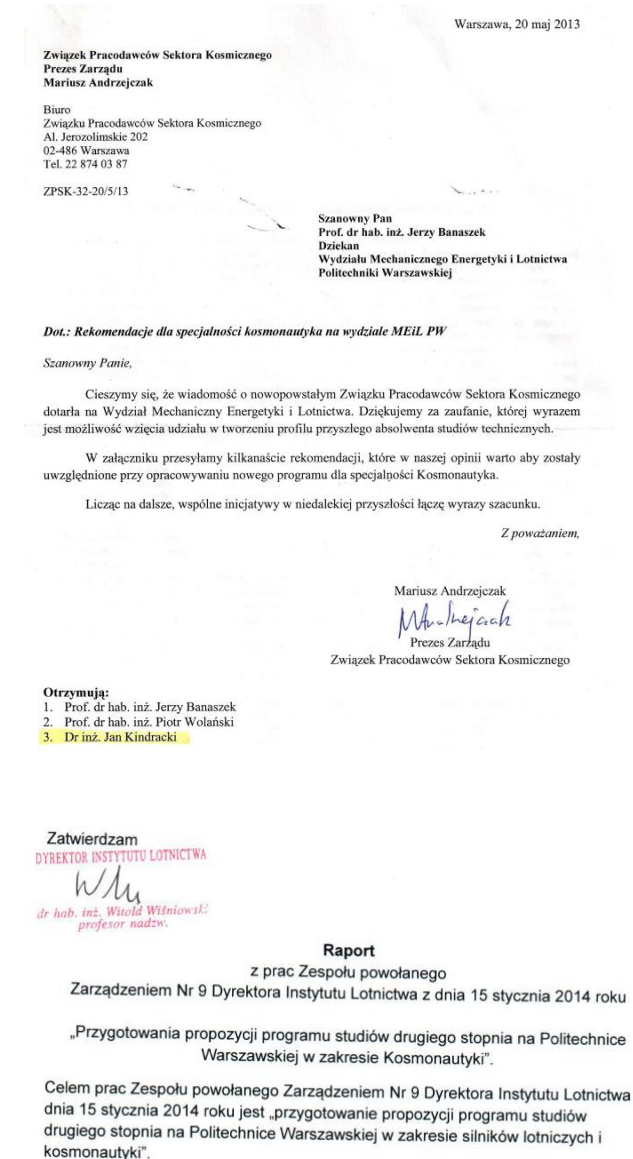 Warszawa, 20 maj 2013
Związek Pracodawców Sektora Kosmicznego
Prezes Zarządu
Mariusz Andrzejczak
Biuro
Związku Pracodawców Sektora Kosmicznego
Al. Jerozolimskie 202
02-486 Warszawa
Tel. 22 874 03 87
ZPSK-32-20/5/13
Szanowny Pan
Prof. dr hab. inż. Jerzy Banaszek
Dziekan
Wydziału Mechanicznego Energetyki i Lotnictwa
Politechniki Warszawskiej
Dot.: Rekomendacje dla specjalności kosmonautyka na wydziale MEiL PW
Szanowny Panie,
Cieszymy się, że wiadomość o nowopowstałym Związku Pracodawców Sektora Kosmicznego
dotarła na Wydział Mechaniczny Energetyki i Lotnictwa. Dziękujemy za zaufanie, której wyrazem
jest możliwość wzięcia udziału w tworzeniu profilu przyszłego absolwenta studiów technicznych.
W załączniku przesyłamy kilkanaście rekomendacji, które w naszej opinii warto aby zostały
uwzględnione przy opracowywaniu nowego programu dla specjalności Kosmonautyka.
Licząc na dalsze, wspólne inicjatywy w niedalekiej przyszłości łączę wyrazy szacunku.
Z poważaniem,
Mariusz Andrzejczak
Prezes Zarządu
Związek Pracodawców Sektora Kosmicznego
Otrzymują:
1. Prof. dr hab. inż. Jerzy Banaszek
2. Prof. dr hab. inż. Piotr Wolański
3. Dr inż. Jan Kindracki
Zatwierdzam
DYREKTOR INSTYTUTU LOTNICTWA
dr hab. inż. Witold Wiśniowski
profesor nadzw.
Raport
z prac Zespołu powołanego
Zarządzeniem Nr 9 Dyrektora Instytutu Lotnictwa z dnia 15 stycznia 2014 roku
„Przygotowania propozycji programu studiów drugiego stopnia na Politechnice
Warszawskiej w zakresie Kosmonautyki”.
Celem prac Zespołu powołanego Zarządzeniem Nr 9 Dyrektora Instytutu Lotnictwa
dnia 15 stycznia 2014 roku jest „przygotowanie propozycji programu studiów
drugiego stopnia na Politechnice Warszawskiej w zakresie silników lotniczych i
kosmonautyki”.